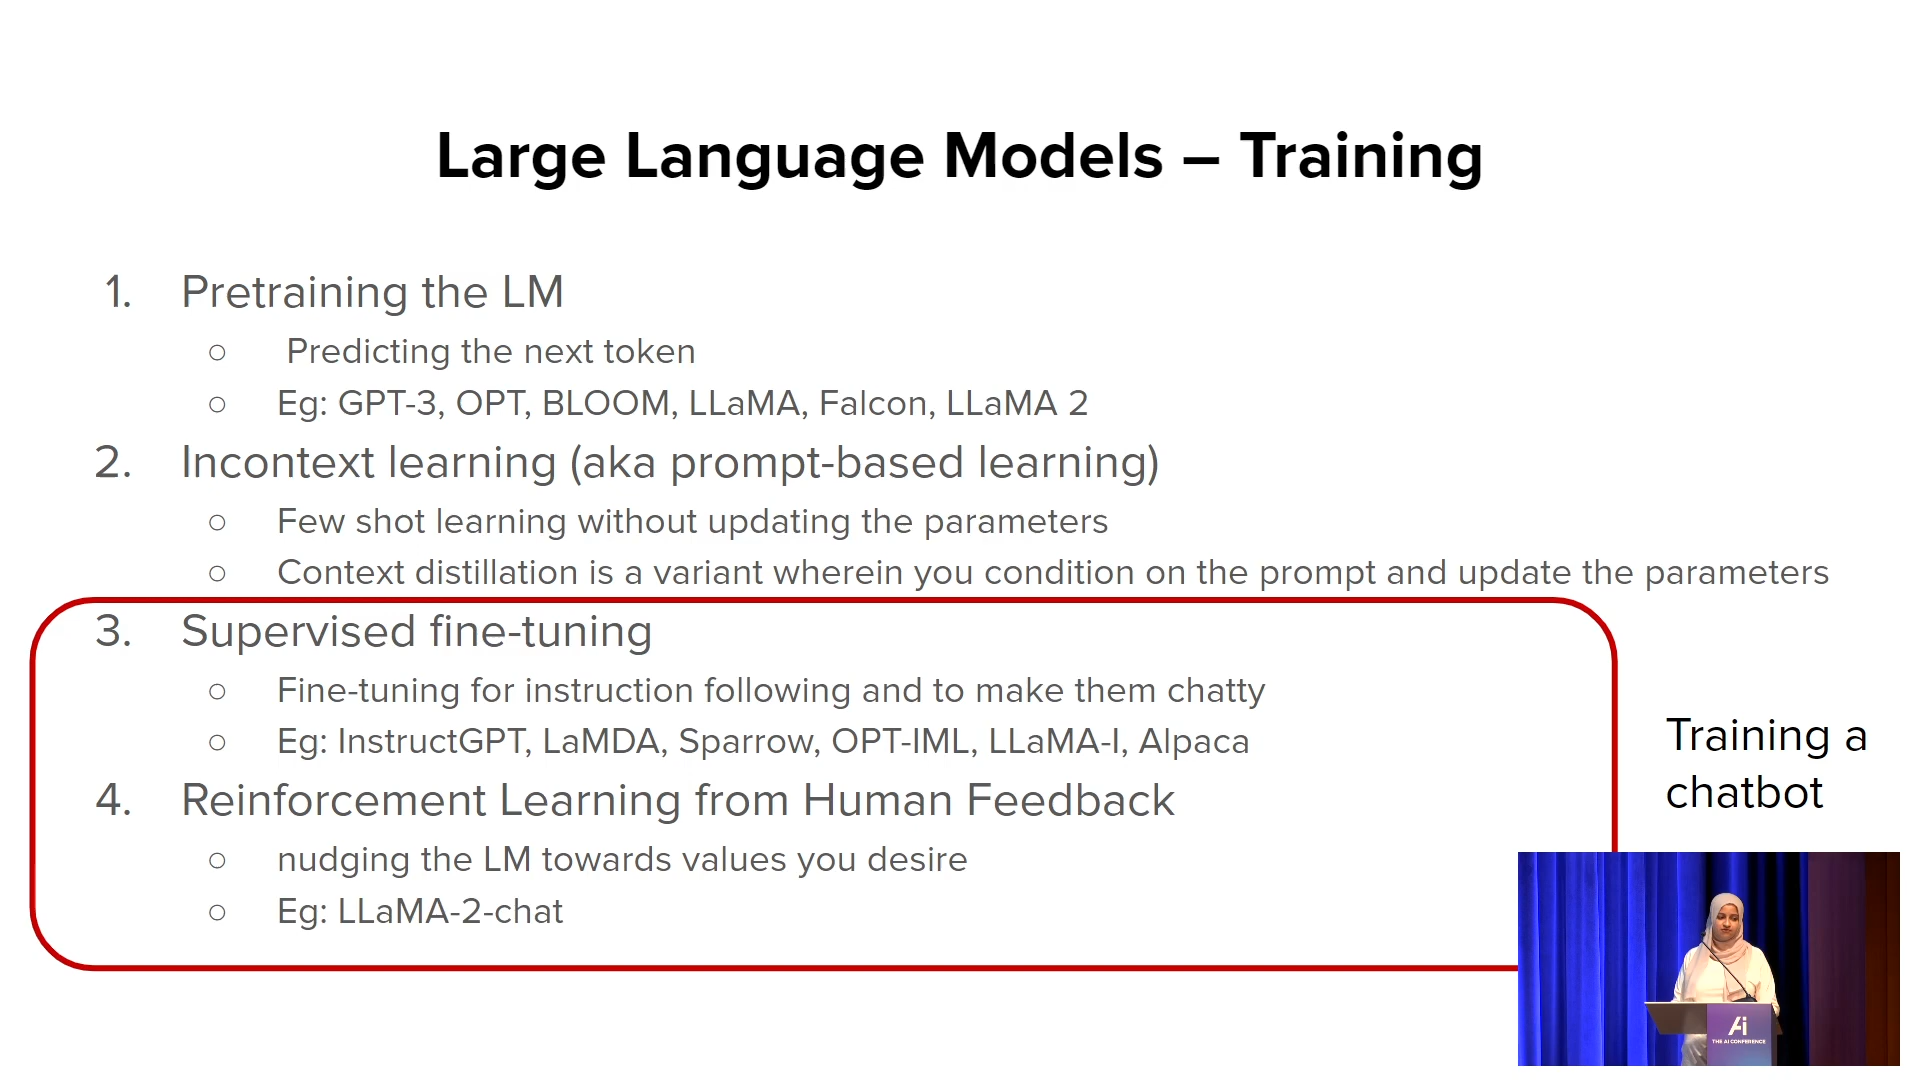 Large Language Models – Training
1. Pretraining the LM
○ Predicting the next token
○ Eg: GPT-3, OPT, BLOOM, LLaMA, Falcon, LLaMA 2
2. Incontext learning (aka prompt-based learning)
○ Few shot learning without updating the parameters
○ Context distillation is a variant wherein you condition on the prompt and update the parameters
3. Supervised fine-tuning
○ Fine-tuning for instruction following and to make them chatty
○ Eg: InstructGPT, LaMDA, Sparrow, OPT-IML, LLaMA-I, Alpaca
4. Reinforcement Learning from Human Feedback
○ nudging the LM towards values you desire
○ Eg: LLaMA-2-chat
Training a
chatbot
Ai
THE AI CONFERENCE